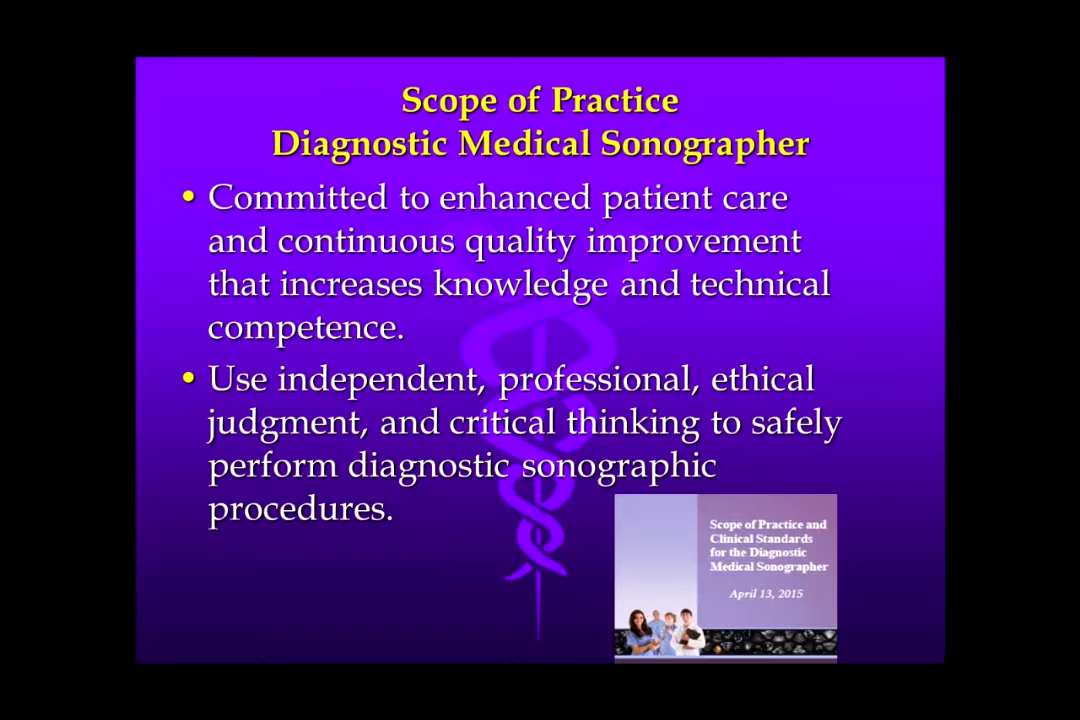 Scope of Practice
Diagnostic Medical Sonographer
• Committed to enhanced patient care
and continuous quality improvement
that increases knowledge and technical
competence.
• Use independent, professional, ethical
judgment, and critical thinking to safely
perform diagnostic sonographic
procedures.
Scope of Practice and
Clinical Standards
for the Diagnostic
Medical Sonographer
April 13, 2015